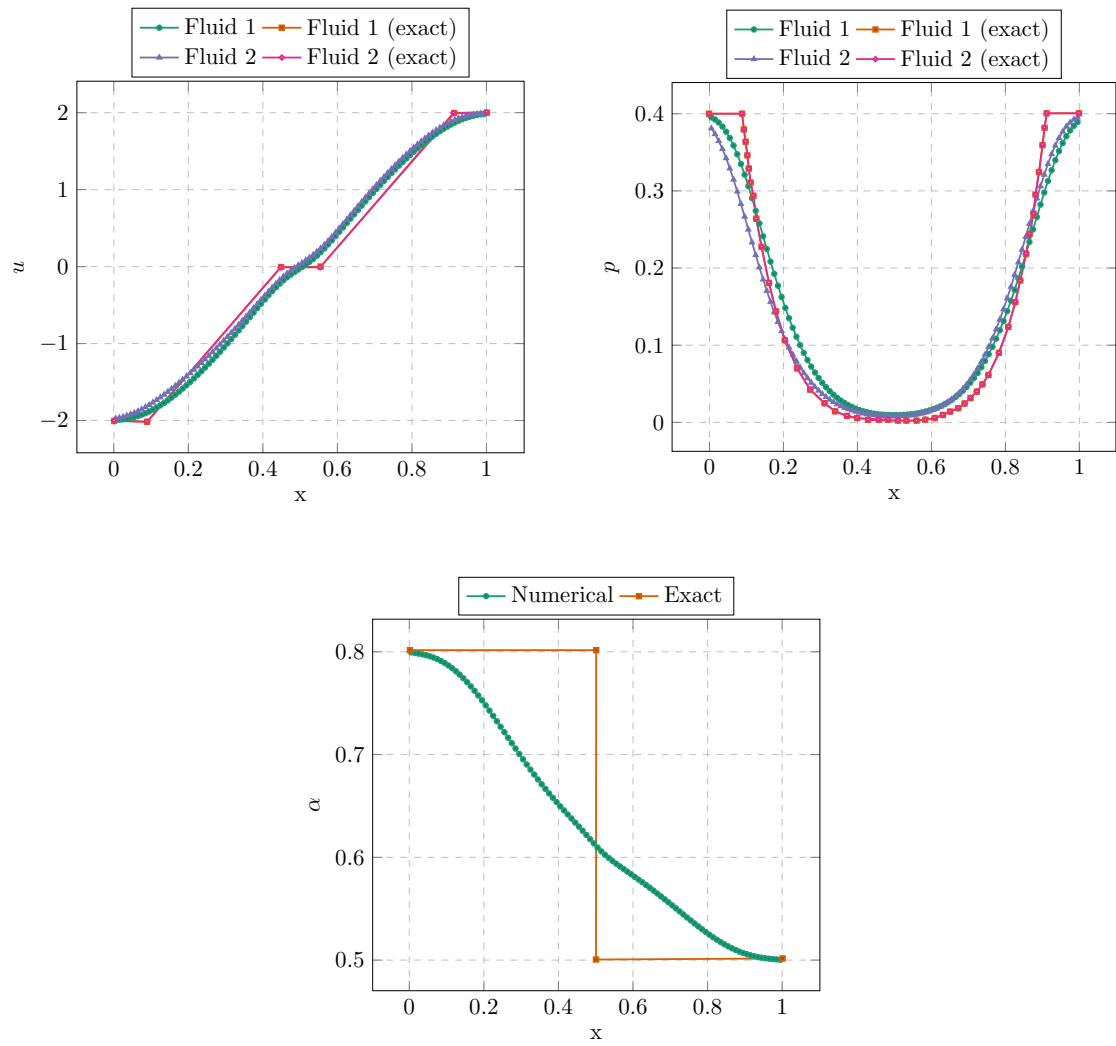 Fluid 1 Fluid 1 (exact)
Fluid 2 Fluid 2 (exact)
2
1
0
−1
−2
u
0 0.2 0.4 0.6 0.8 1
x
Fluid 1 Fluid 1 (exact)
Fluid 2 Fluid 2 (exact)
0.4
0.3
0.2
0.1
0
p
0 0.2 0.4 0.6 0.8 1
x
Numerical Exact
0.8
0.7
0.6
0.5
α
0 0.2 0.4 0.6 0.8 1
x